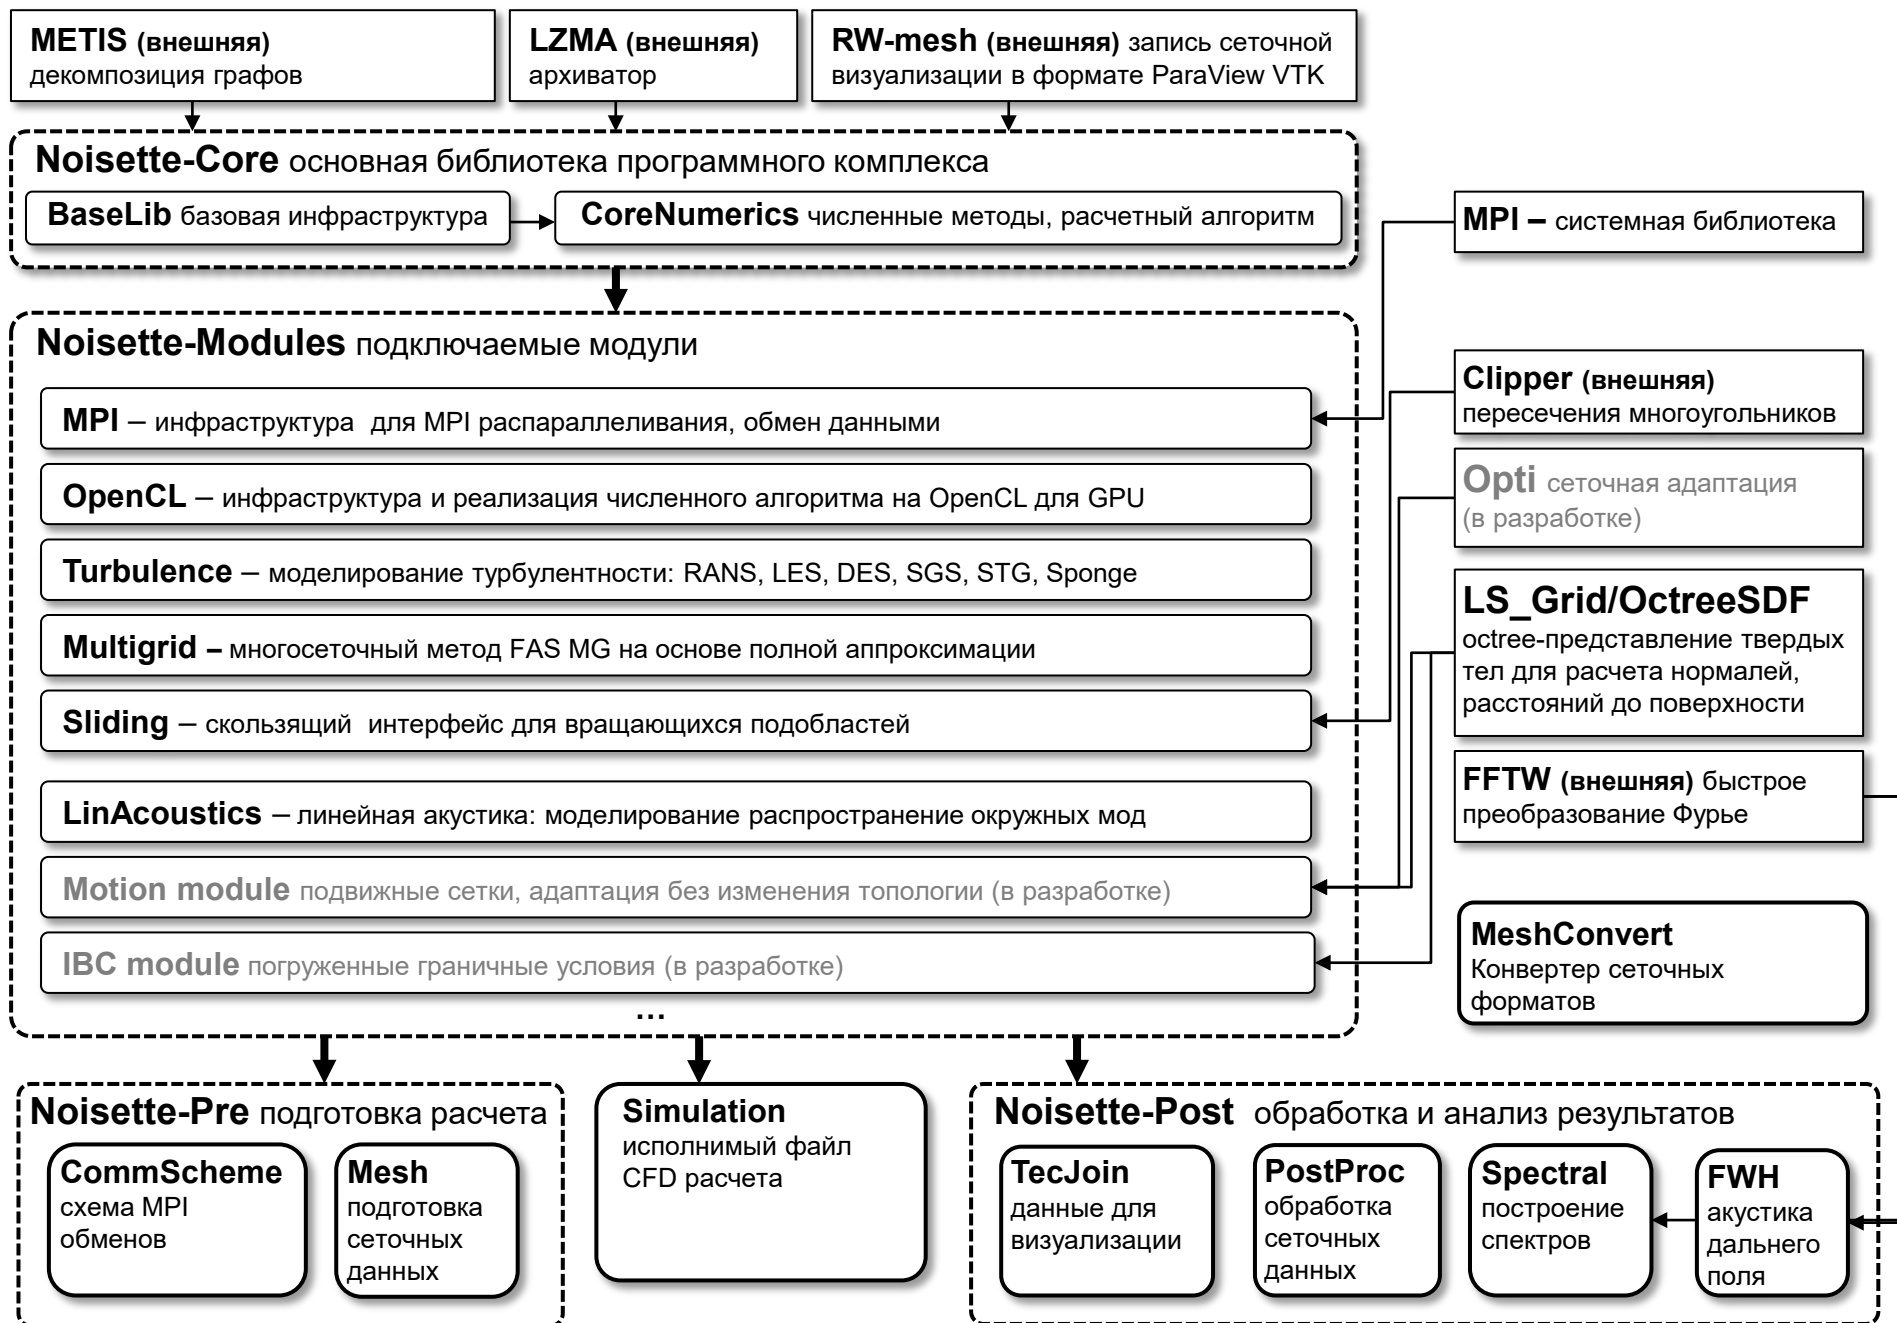 METIS (внешняя)
декомпозиция графов
LZMA (внешняя)
архиватор
RW-mesh (внешняя) запись сеточной
визуализации в формате ParaView VTK
Noisette-Core основная библиотека программного комплекса
BaseLib базовая инфраструктура
CoreNumerics численные методы, расчетный алгоритм
MPI – системная библиотека
Noisette-Modules подключаемые модули
MPI – инфраструктура для MPI распараллеливания, обмен данными
OpenCL – инфраструктура и реализация численного алгоритма на OpenCL для GPU
Turbulence – моделирование турбулентности: RANS, LES, DES, SGS, STG, Sponge
Multigrid – многосеточный метод FAS MG на основе полной аппроксимации
Sliding – скользящий интерфейс для вращающихся подобластей
LinAcoustics – линейная акустика: моделирование распространение окружных мод
Motion module подвижные сетки, адаптация без изменения топологии (в разработке)
IBC module погруженные граничные условия (в разработке)
...
Clipper (внешняя)
пересечения многоугольников
Opti сеточная адаптация
(в разработке)
LS_Grid/OctreeSDF
octree-представление твердых
тел для расчета нормалей,
расстояний до поверхности
FFTW (внешняя) быстрое
преобразование Фурье
MeshConvert
Конвертер сеточных
форматов
Noisette-Pre подготовка расчета
CommScheme
схема MPI
обменов
Mesh
подготовка
сеточных
данных
Simulation
исполнимый файл
CFD расчета
Noisette-Post обработка и анализ результатов
TecJoin
данные для
визуализации
PostProc
обработка
сеточных
данных
Spectral
построение
спектров
FWH
акустика
дальнего
поля